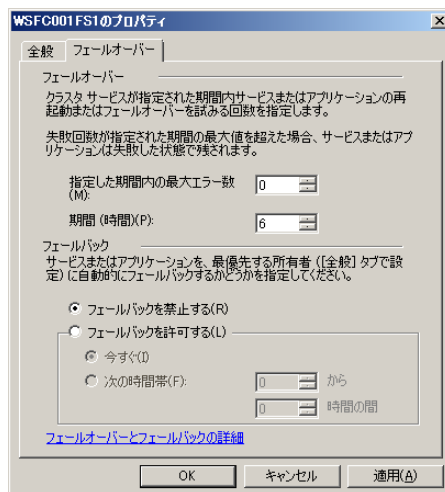 WSFC001FS1のプロパティ
全般 フェールオーバー
フェールオーバー
クラスタ サービスが指定された期間内サービスまたはアプリケーションの再
起動またはフェールオーバーを試みる回数を指定します。
失敗回数が指定された期間の最大値を超えた場合、サービスまたはアプ
リケーションは失敗した状態で残されます。
指定した期間内の最大エラー数
(M): 0
期間 (時間)(P): 6
フェールバック
サービスまたはアプリケーションを、最優先する所有者 ([全般] タブで設
定) に自動的にフェールバックするかどうかを指定してください。
フェールバックを禁止する(R)
フェールバックを許可する(L)
今すぐ(I)
次の時間帯(F): 0 から
0 時間の間
フェールオーバーとフェールバックの詳細
OK キャンセル 適用(A)